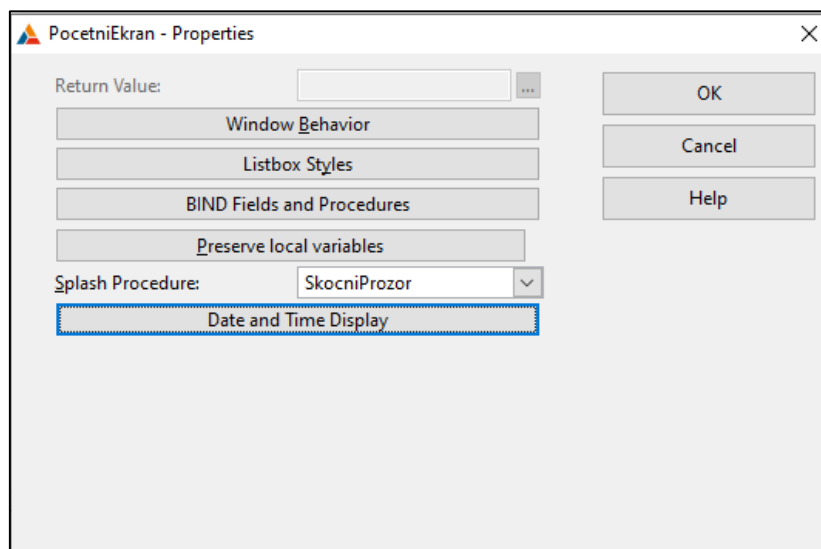 PocetniEkran - Properties
Return Value:
...
OK
Window Behavior
Cancel
Listbox Styles
Help
BIND Fields and Procedures
Preserve local variables
Splash Procedure: SkocniProzor
Date and Time Display